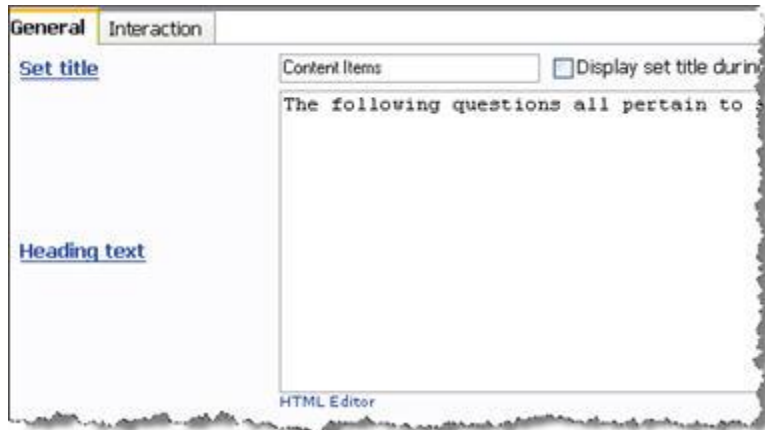 General Interaction
Set title Content Items Display set title durin
The following questions all pertain to
Heading text
HTML Editor